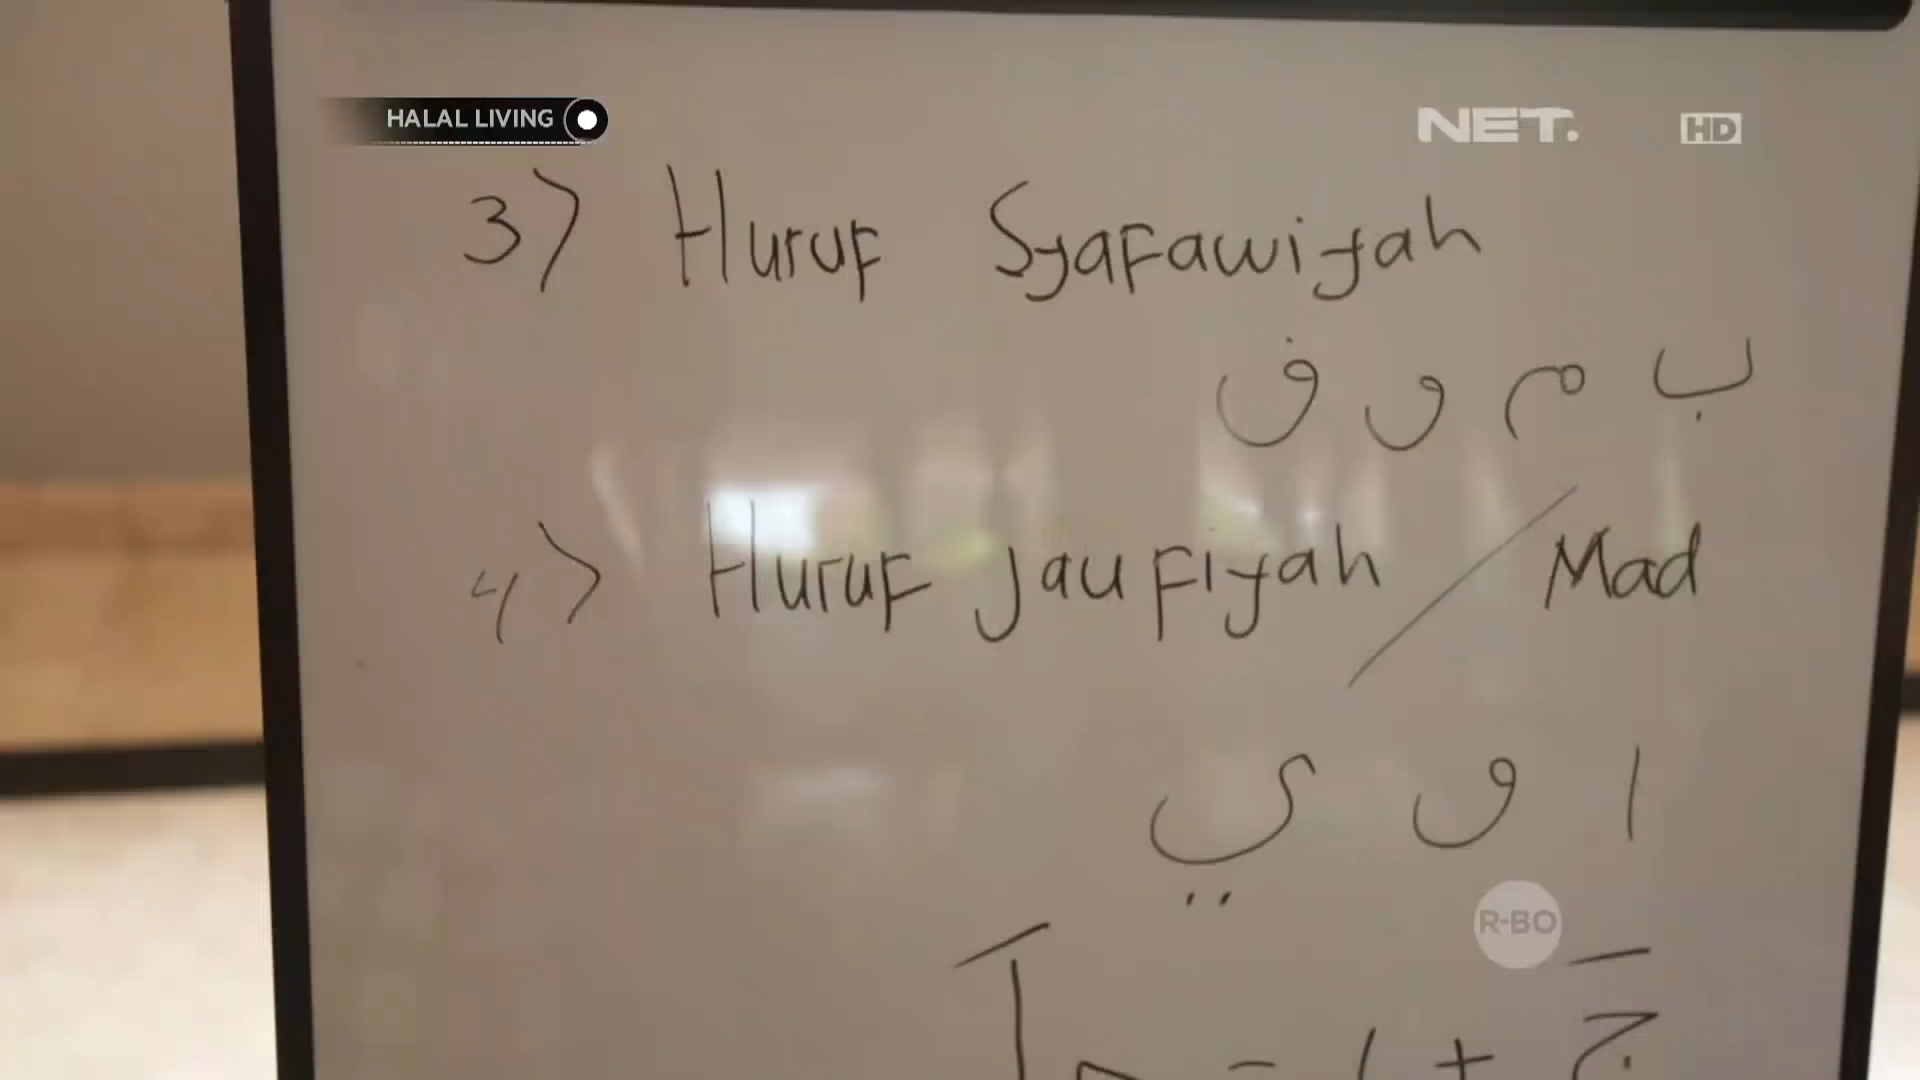 HALAL LIVING
NET. HD
3) Huruf Syafawiyah
ب م و ف
4) Huruf Jaufiyah / Mad
ا و ي
R-BO